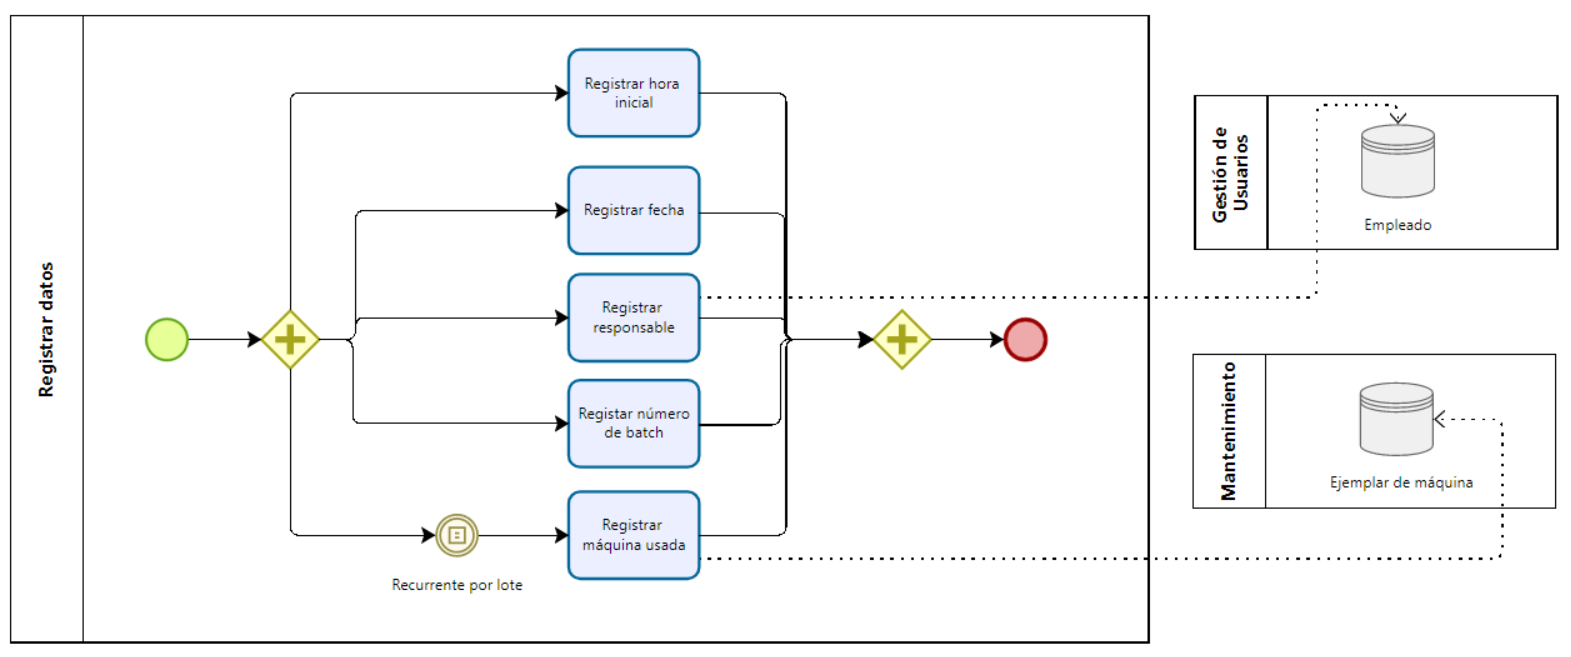 Registrar datos
Registrar hora
inicial
Registrar fecha
Registrar
responsable
Registar número
de batch
Recurrente por lote
Registrar
máquina usada
Gestión de
Usuarios
Empleado
Mantenimiento
Ejemplar de máquina